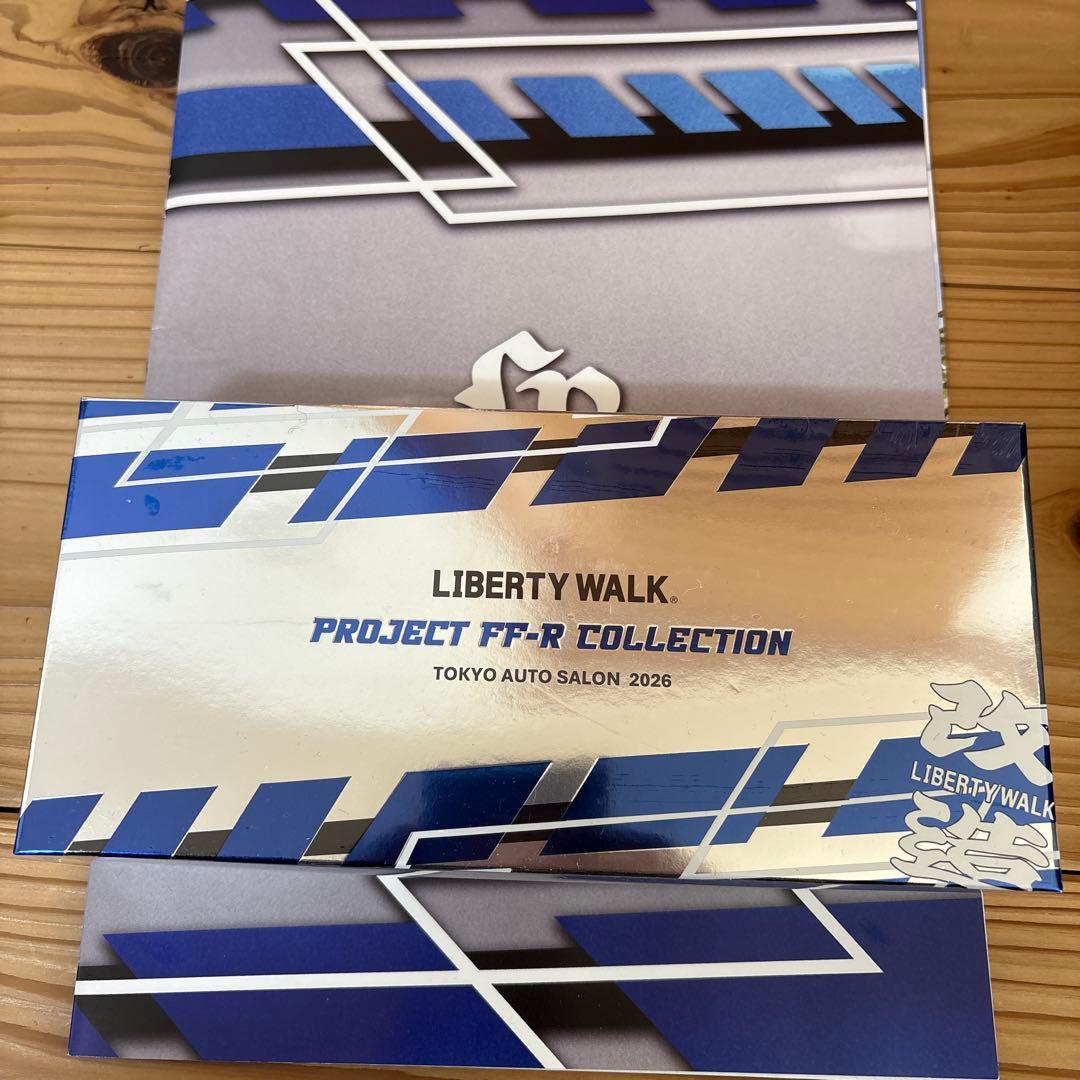 LIBERTY WALK®
PROJECT FF-R COLLECTION
TOKYO AUTO SALON 2026
改
LIBERTY WALK
造